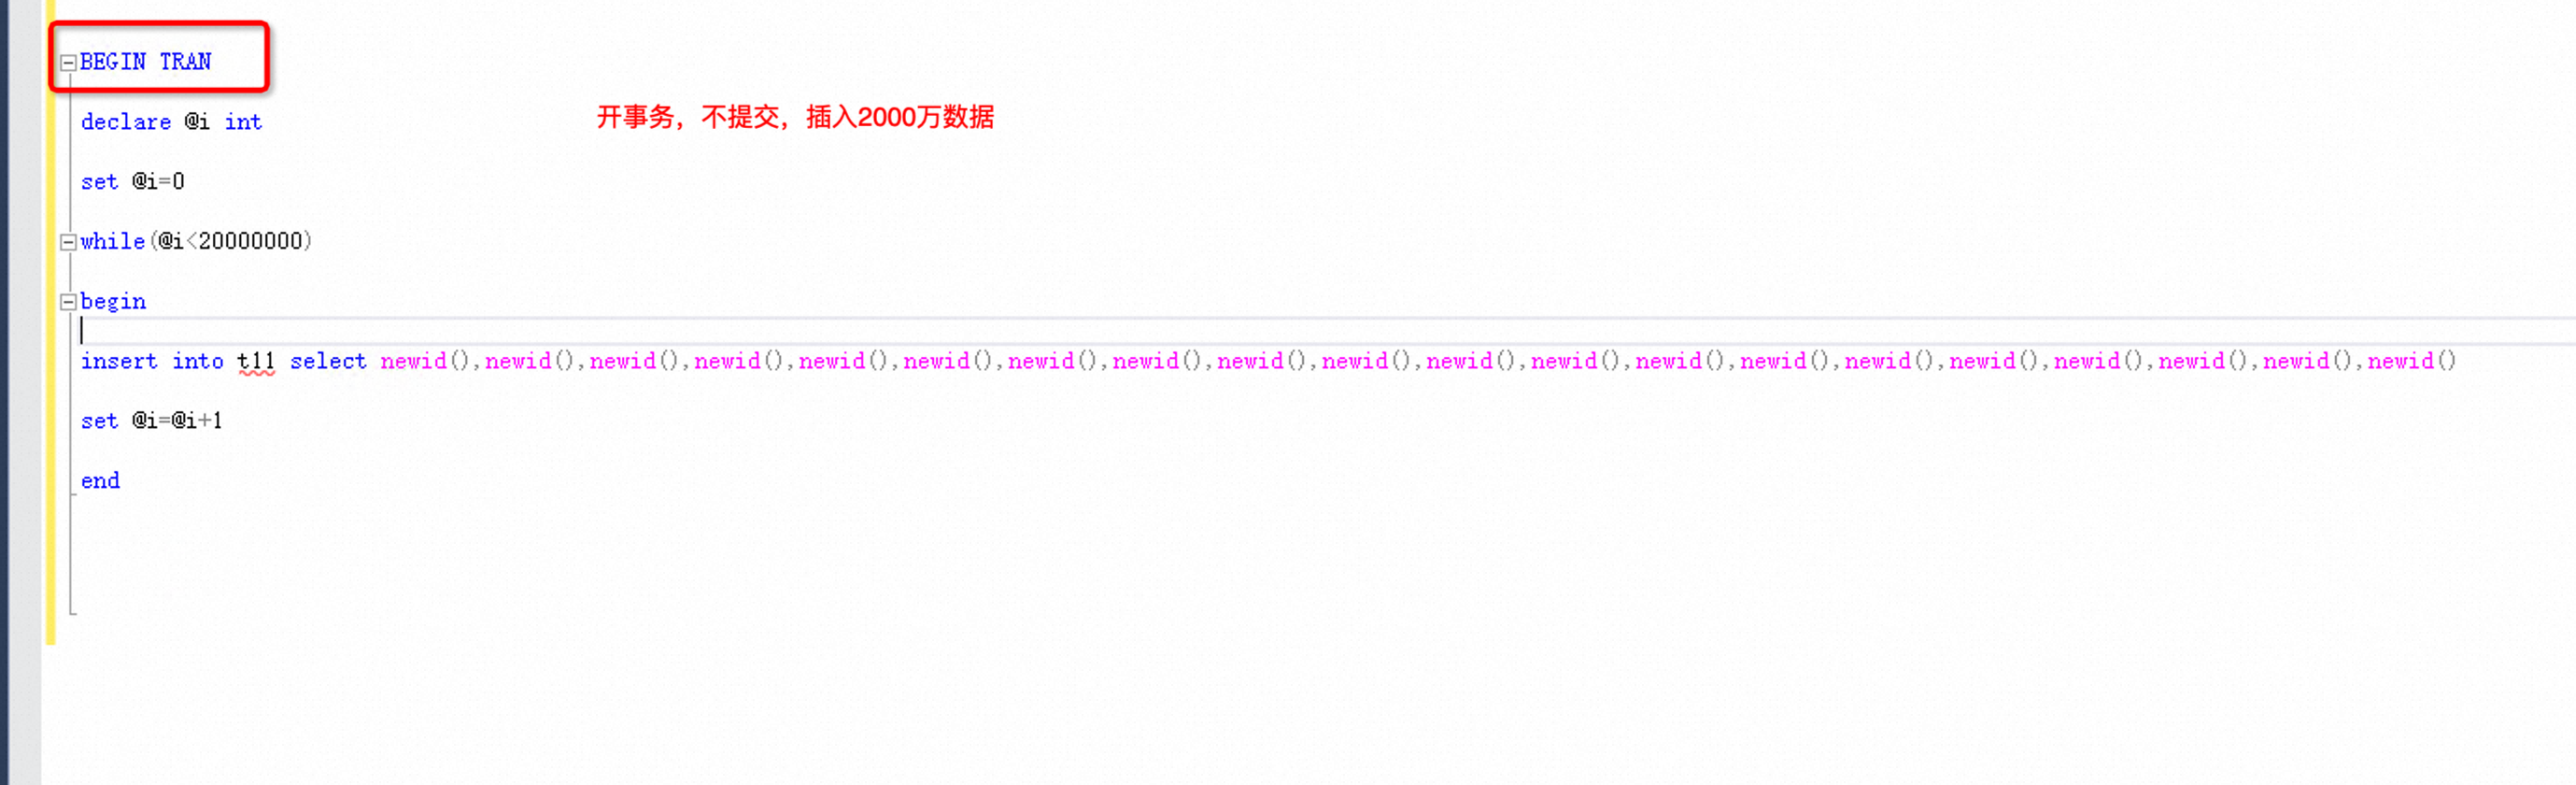 BEGIN TRAN
declare @i int
开事务，不提交，插入2000万数据
set @i=0
while(@i<20000000)
begin
insert into t11 select newid(),newid(),newid(),newid(),newid(),newid(),newid(),newid(),newid(),newid(),newid(),newid(),newid(),newid(),newid(),newid(),newid(),newid(),newid(),newid()
set @i=@i+1
end